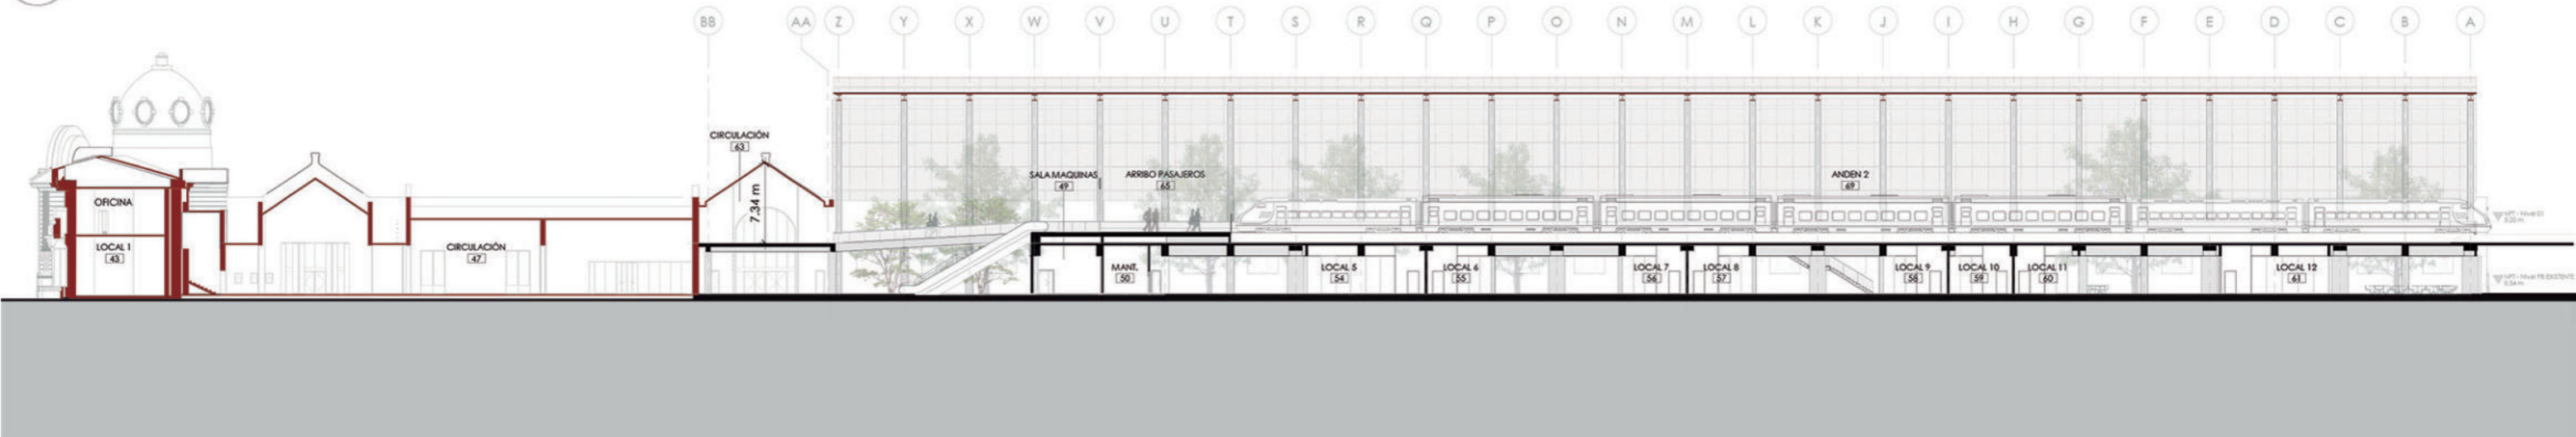 BB AA Z Y X W V U T S R Q P O N M L K J I H G F E D C B A
CIRCULACIÓN
63
7.34 m
SALA MAQUINAS
49
ARRIBO PASAJEROS
65
ANDEN 2
69
OFICINA
LOCAL 1
43
CIRCULACIÓN
47
MANT.
50
LOCAL 5
54
LOCAL 6
55
LOCAL 7
56
LOCAL 8
57
LOCAL 9
58
LOCAL 10
59
LOCAL 11
60
LOCAL 12
61